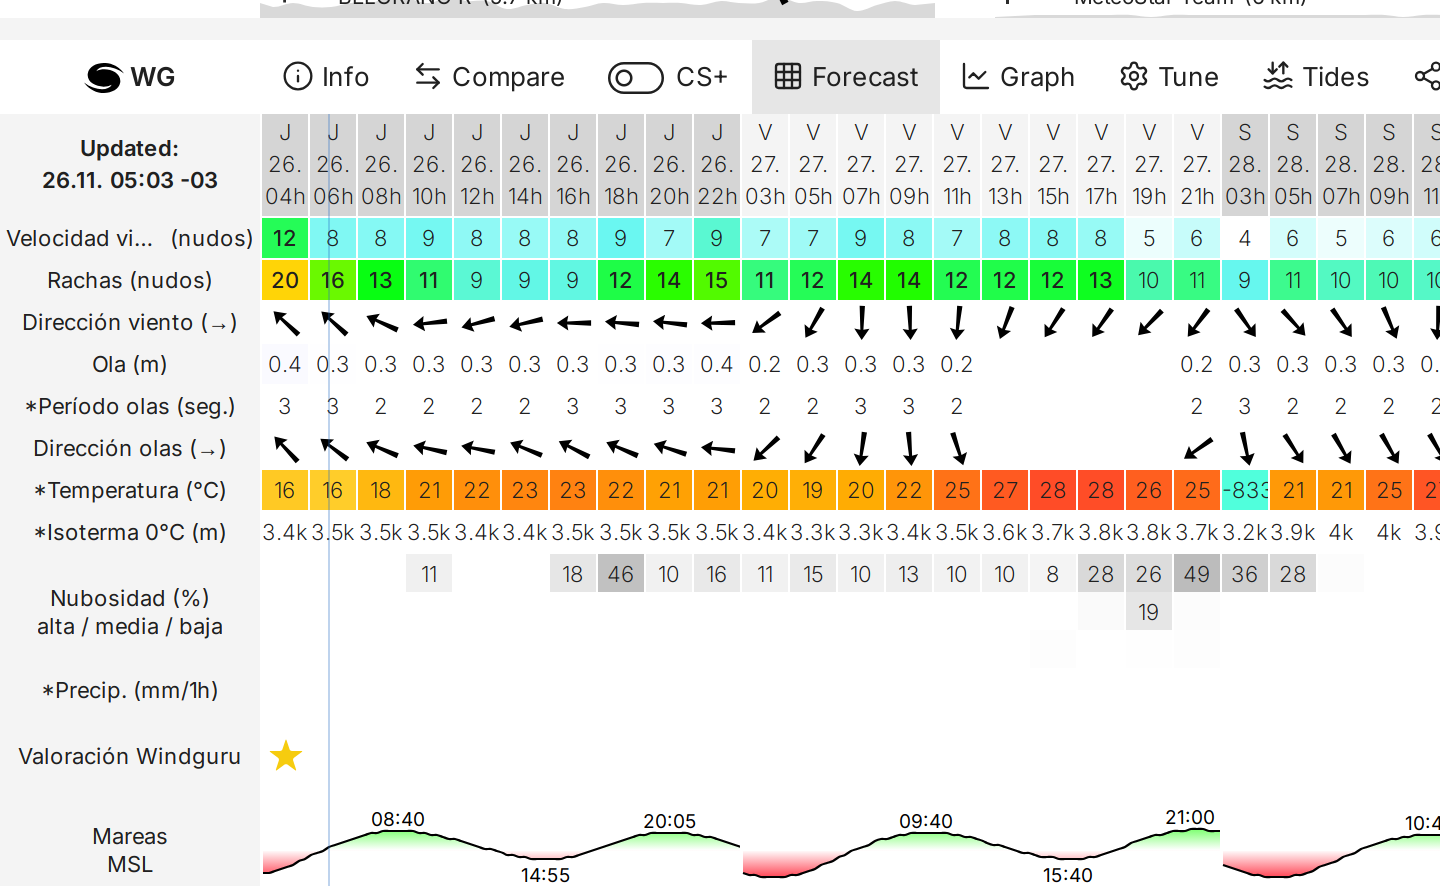 BELGRANO R (5.7 km)
MeteoStar Team (6 km)
WG
Info Compare CS+ Forecast Graph Tune Tides
Updated:
26.11. 05:03 -03
J J J J J J J J J J V V V V V V V V V V S S S S
26. 26. 26. 26. 26. 26. 26. 26. 26. 26. 27. 27. 27. 27. 27. 27. 27. 27. 27. 27. 28. 28. 28. 28.
04h 06h 08h 10h 12h 14h 16h 18h 20h 22h 03h 05h 07h 09h 11h 13h 15h 17h 19h 21h 03h 05h 07h 09h
Velocidad vi... (nudos) 12 8 8 9 8 8 8 9 7 9 7 7 9 8 7 8 8 8 5 6 4 6 5 6 6
Rachas (nudos) 20 16 13 11 9 9 9 12 14 15 11 12 14 14 12 12 12 13 10 11 9 11 10 10 10
Dirección viento (→)
Ola (m) 0.4 0.3 0.3 0.3 0.3 0.3 0.3 0.3 0.3 0.4 0.2 0.3 0.3 0.3 0.2 0.2 0.3 0.3 0.3 0.3
*Período olas (seg.) 3 3 2 2 2 2 3 3 3 3 2 2 3 3 2 2 3 2 2 2 2
Dirección olas (→)
*Temperatura (°C) 16 16 18 21 22 23 23 22 21 21 20 19 20 22 25 27 28 28 26 25 -833 21 21 25
*Isoterma 0°C (m) 3.4k 3.5k 3.5k 3.5k 3.4k 3.4k 3.5k 3.5k 3.5k 3.5k 3.4k 3.3k 3.3k 3.4k 3.5k 3.6k 3.7k 3.8k 3.8k 3.7k 3.2k 3.9k 4k 4k
11 18 46 10 16 11 15 10 13 10 10 8 28 26 49 36 28
Nubosidad (%)
alta / media / baja
19
*Precip. (mm/1h)
Valoración Windguru
Mareas
MSL
08:40 20:05 09:40 21:00
14:55 15:40